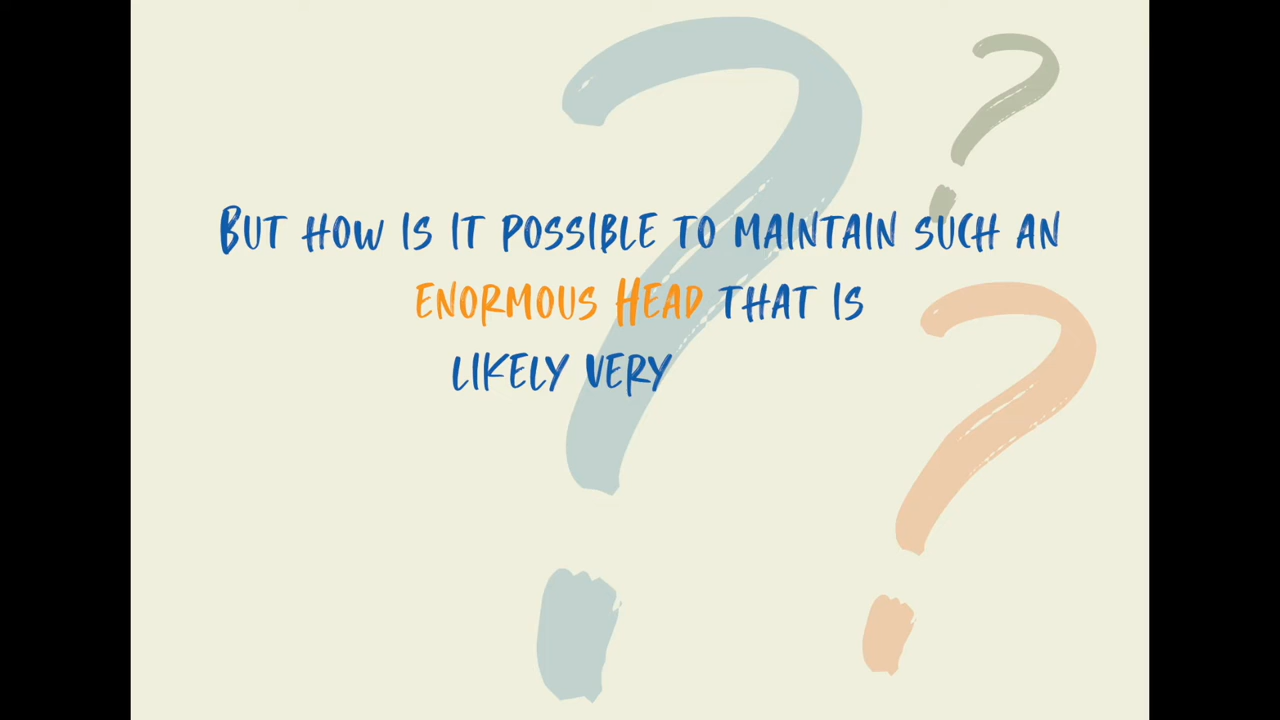 But how is it possible to maintain such an
enormous Head that is
likely very